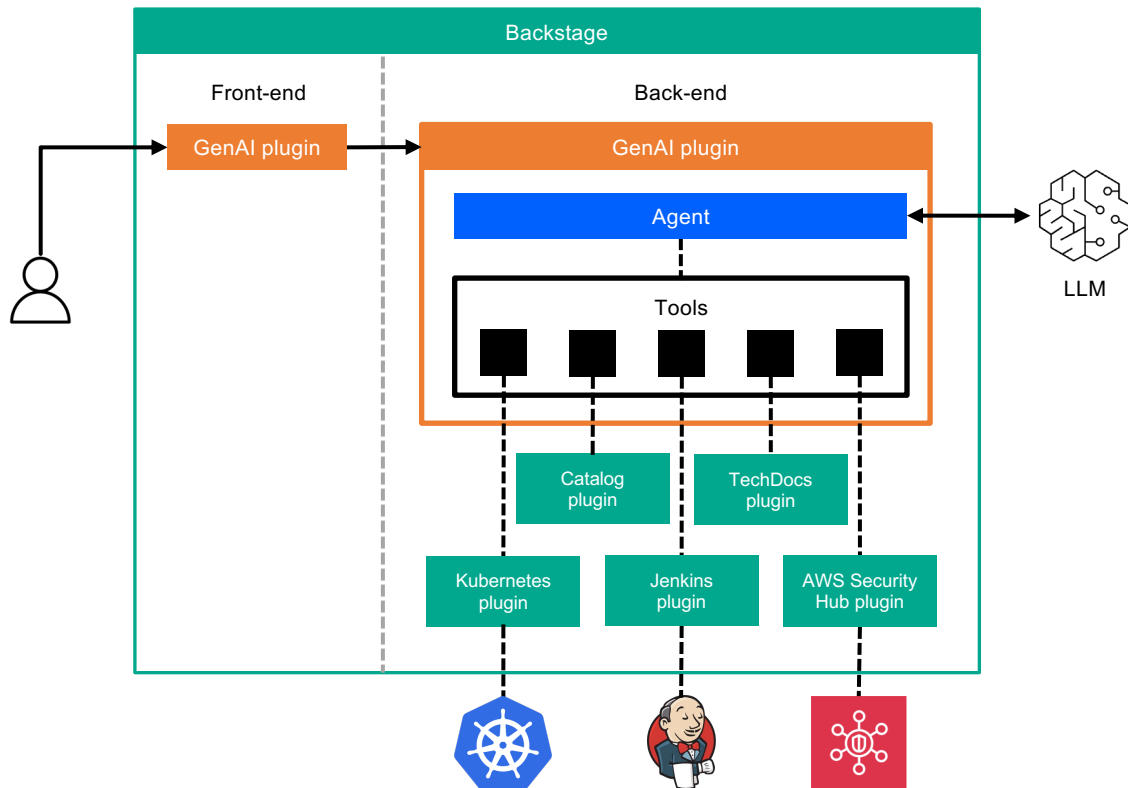 Backstage
Front-end
Back-end
GenAI plugin
GenAI plugin
Agent
LLM
Tools
Catalog
plugin
TechDocs
plugin
Kubernetes
plugin
Jenkins
plugin
AWS Security
Hub plugin